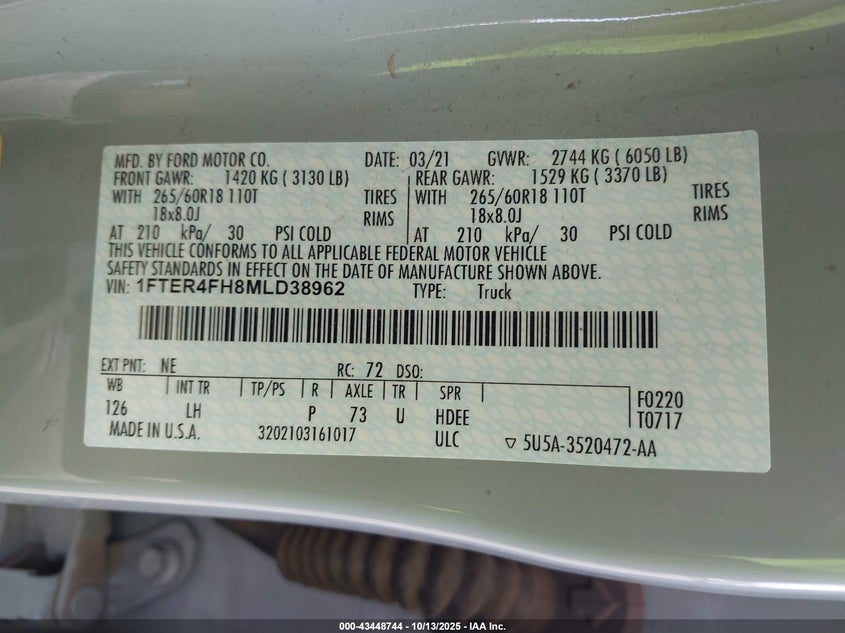 MFD. BY FORD MOTOR CO. DATE: 03/21 GVWR: 2744 KG ( 6050 LB)
FRONT GAWR: 1420 KG ( 3130 LB) REAR GAWR: 1529 KG ( 3370 LB)
WITH 265/60R18 110T TIRES WITH 265/60R18 110T TIRES
18x8.0J RIMS 18x8.0J RIMS
AT 210 kPa/ 30 PSI COLD AT 210 kPa/ 30 PSI COLD
THIS VEHICLE CONFORMS TO ALL APPLICABLE FEDERAL MOTOR VEHICLE
SAFETY STANDARDS IN EFFECT ON THE DATE OF MANUFACTURE SHOWN ABOVE.
VIN: 1FTER4FH8MLD38962 TYPE: Truck
EXT PNT: NE RC: 72 DSO:
WB INT TR TP/PS R AXLE TR SPR F0220
126 LH P 73 U HDEE T0717
MADE IN U.S.A. 3202103161017 ULC ▽ 5U5A-3520472-AA
000-43448744 - 10/13/2025 - IAA Inc.